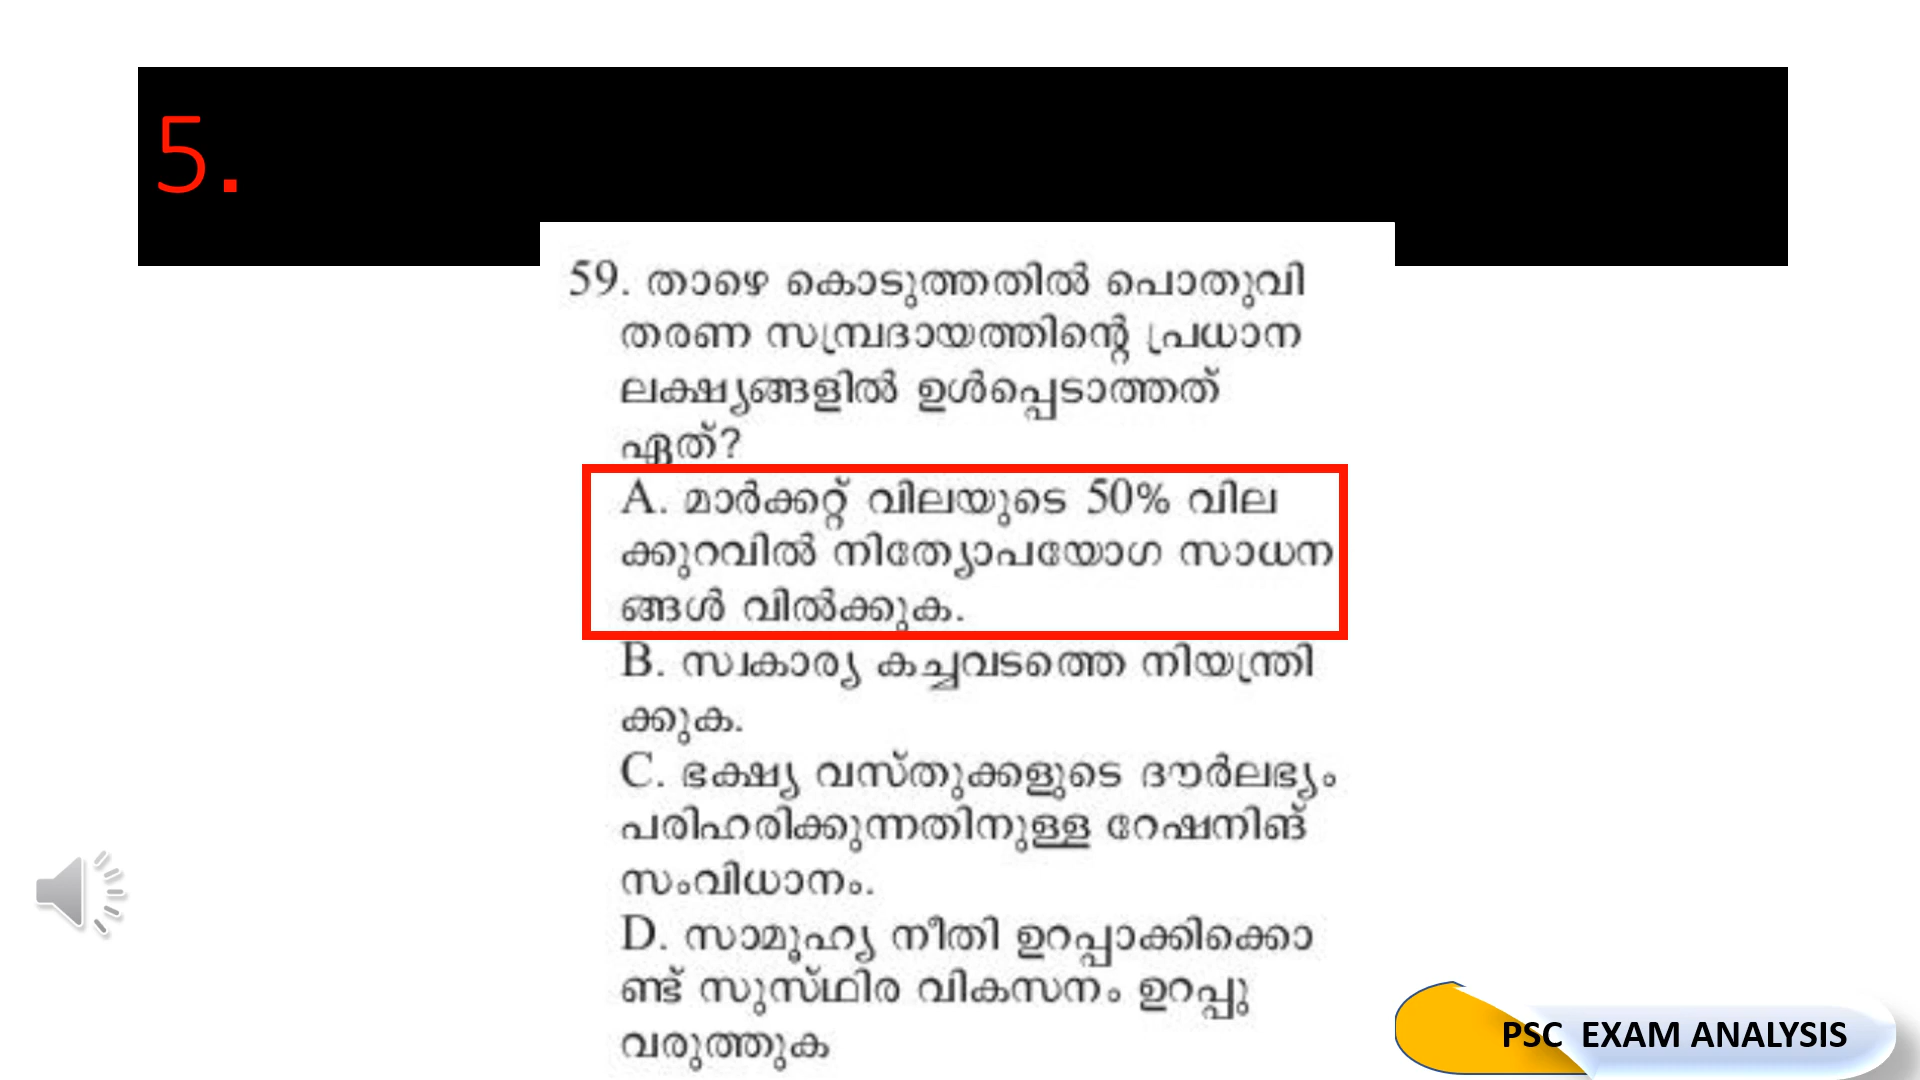 5.
59. താഴെ കൊടുത്തതിൽ പൊതുവി
തരണ സമ്പ്രദായത്തിന്റെ പ്രധാന
ലക്ഷ്യങ്ങളിൽ ഉൾപ്പെടാത്തത്
ഏത്?
A. മാർക്കറ്റ് വിലയുടെ 50% വില
ക്കുറവിൽ നിത്യോപയോഗ സാധന
ങ്ങൾ വിൽക്കുക.
B. സ്വകാര്യ കച്ചവടത്തെ നിയന്ത്രി
ക്കുക.
C. ഭക്ഷ്യ വസ്തുക്കളുടെ ദൗർലഭ്യം
പരിഹരിക്കുന്നതിനുള്ള റേഷനിങ്
സംവിധാനം.
D. സാമൂഹ്യ നീതി ഉറപ്പാക്കിക്കൊ
ണ്ട് സുസ്ഥിര വികസനം ഉറപ്പു
വരുത്തുക
PSC EXAM ANALYSIS